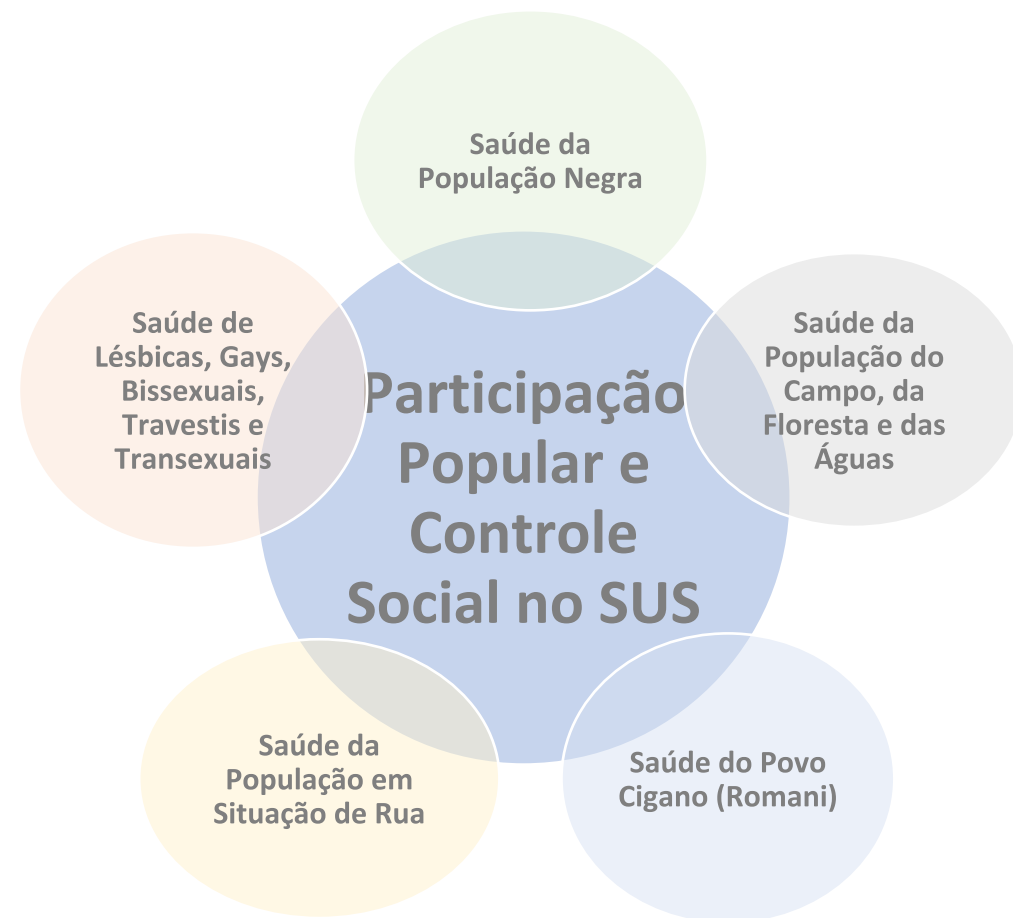 Saúde da
População Negra
Saúde de
Lésbicas, Gays,
Bissexuais,
Travestis e
Transexuais
Participação
Popular e
Controle
Social no SUS
Saúde da
População do
Campo, da
Floresta e das
Águas
Saúde da
População em
Situação de Rua
Saúde do Povo
Cigano (Romani)